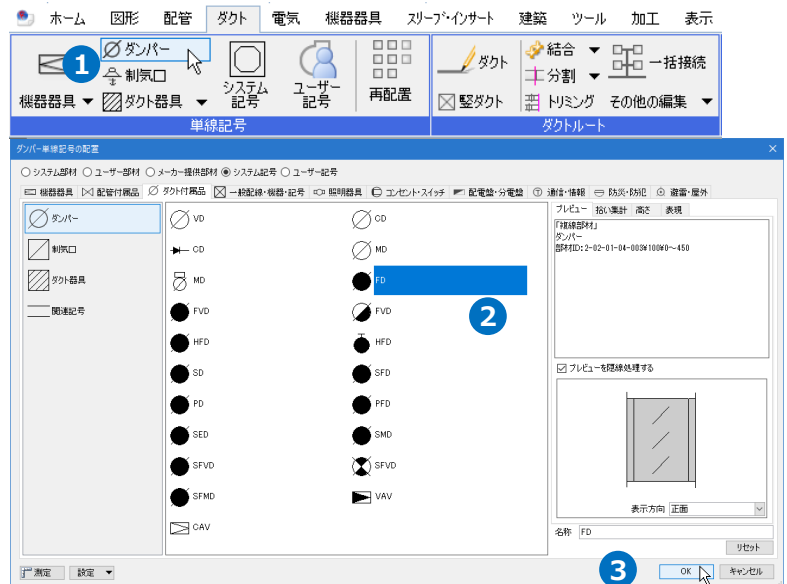 ホーム 図形 配管 ダクト 電気 機器器具 スリーブ・インサート 建築 ツール 加工 表示
1
ダンパー
制気口
機器器具 ▼ ダクト器具 ▼
システム記号
ユーザー記号
再配置
単線記号
ダクト
竪ダクト
結合 ▼
分割 ▼
トリミング
一括接続
その他の編集 ▼
ダクトルート
ダンパー単線記号の配置
システム部材 ユーザー部材 メーカー提供部材 システム記号 ユーザー記号
機器器具 配管付属品 ダクト付属品 一般配線・機器・記号 照明器具 コンセント・スイッチ 配電盤・分電盤 通信・情報 防災・防犯 避雷・屋外
ダンパー
制気口
ダクト器具
関連記号
VD CD
CD MD
MD FD
2
FVD FVD
HFD HFD
SD SFD
PD PFD
SED SMD
SFVD SFVD
SFMD VAV
CAV
プレビュー 拾い集計 高さ 表現
「複線部材」
ダンパー
部材ID:2-02-01-04-003¥100¥0～450
プレビューを隠線処理する
表示方向 正面
名称 FD
リセット
測定 設定 ▼
3
OK キャンセル